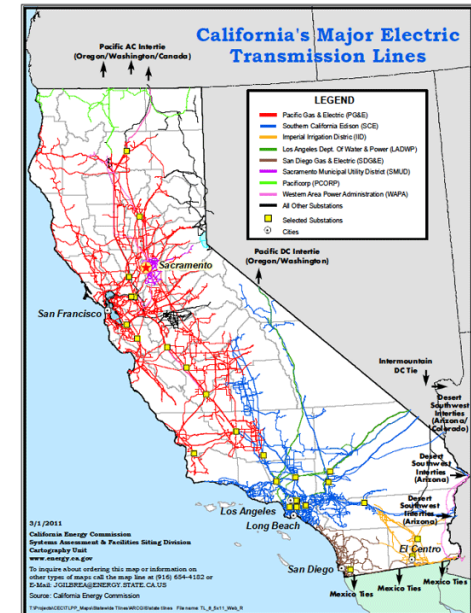 California's Major Electric
Transmission Lines
Pacific AC Intertie
(Oregon/Washington/Canada)
LEGEND
Pacific Gas & Electric (PG&E)
Southern California Edison (SCE)
Imperial Irrigation District (IID)
Los Angeles Dept. Of Water & Power (LADWP)
San Diego Gas & Electric (SDG&E)
Sacramento Municipal Utility District (SMUD)
Pacificorp (PCORP)
Western Area Power Administration (WAPA)
All Other Substations
Selected Substations
Cities
Pacific DC Intertie
(Oregon/Washington)
Sacramento
San Francisco
Intermountain
DC Tie
Desert
Southwest
Interties
(Arizona/
Colorado)
Desert
Southwest
Interties
(Arizona)
Desert
Southwest
Interties
(Arizona)
Los Angeles
Long Beach
El Centro
San Diego
Mexico Ties
Mexico Ties
Mexico Ties
3/1/2011
California Energy Commission
Systems Assessment & Facilities Siting Division
Cartography Unit
www.energy.ca.gov
To inquire about ordering this map or information on
other types of maps call the map line at (916) 654-4182 or
E-Mail: JGILBREA@ENERGY.STATE.CA.US
Source: California Energy Commission